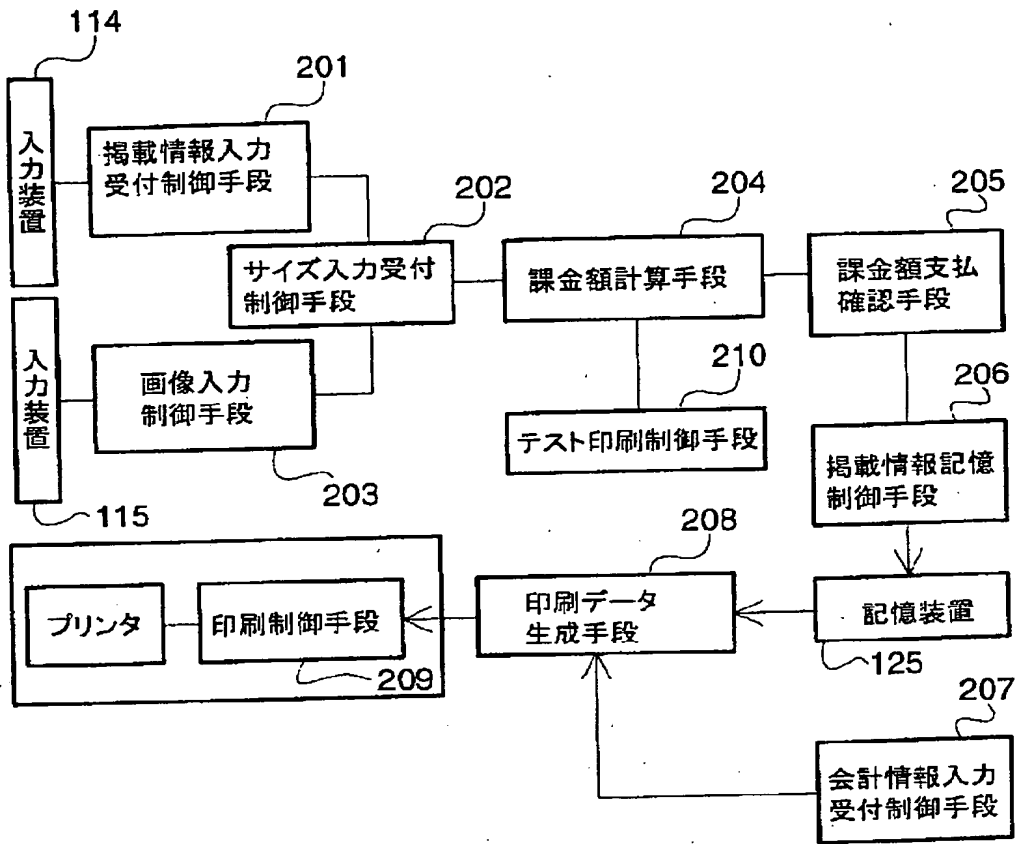 114
201
入力装置
掲載情報入力
受付制御手段
202
204
205
サイズ入力受付
制御手段
課金額計算手段
課金額支払
確認手段
入力装置
画像入力
制御手段
210
206
テスト印刷制御手段
掲載情報記憶
制御手段
203
115
208
プリンタ
印刷制御手段
印刷データ
生成手段
記憶装置
209
125
207
会計情報入力
受付制御手段